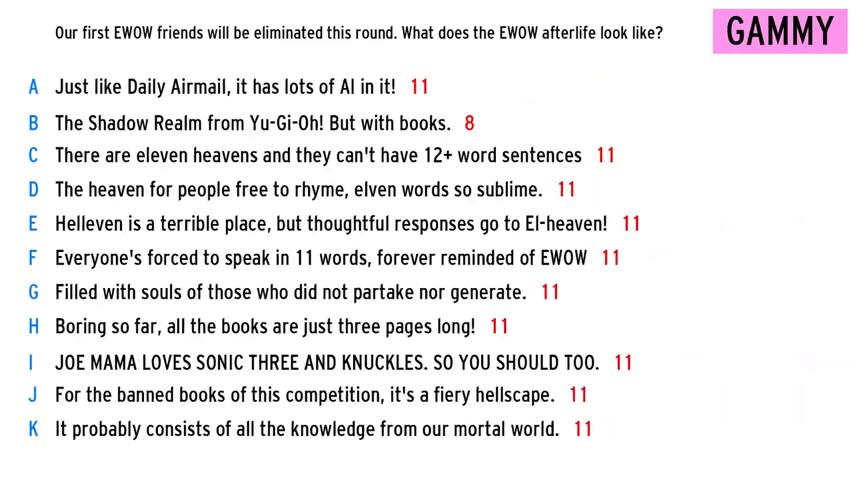 Our first EWOW friends will be eliminated this round. What does the EWOW afterlife look like?
GAMMY
A Just like Daily Airmail, it has lots of AI in it! 11
B The Shadow Realm from Yu-Gi-Oh! But with books. 8
C There are eleven heavens and they can't have 12+ word sentences 11
D The heaven for people free to rhyme, elven words so sublime. 11
E Helleven is a terrible place, but thoughtful responses go to El-heaven! 11
F Everyone's forced to speak in 11 words, forever reminded of EWOW 11
G Filled with souls of those who did not partake nor generate. 11
H Boring so far, all the books are just three pages long! 11
I JOE MAMA LOVES SONIC THREE AND KNUCKLES. SO YOU SHOULD TOO. 11
J For the banned books of this competition, it's a fiery hellscape. 11
K It probably consists of all the knowledge from our mortal world. 11